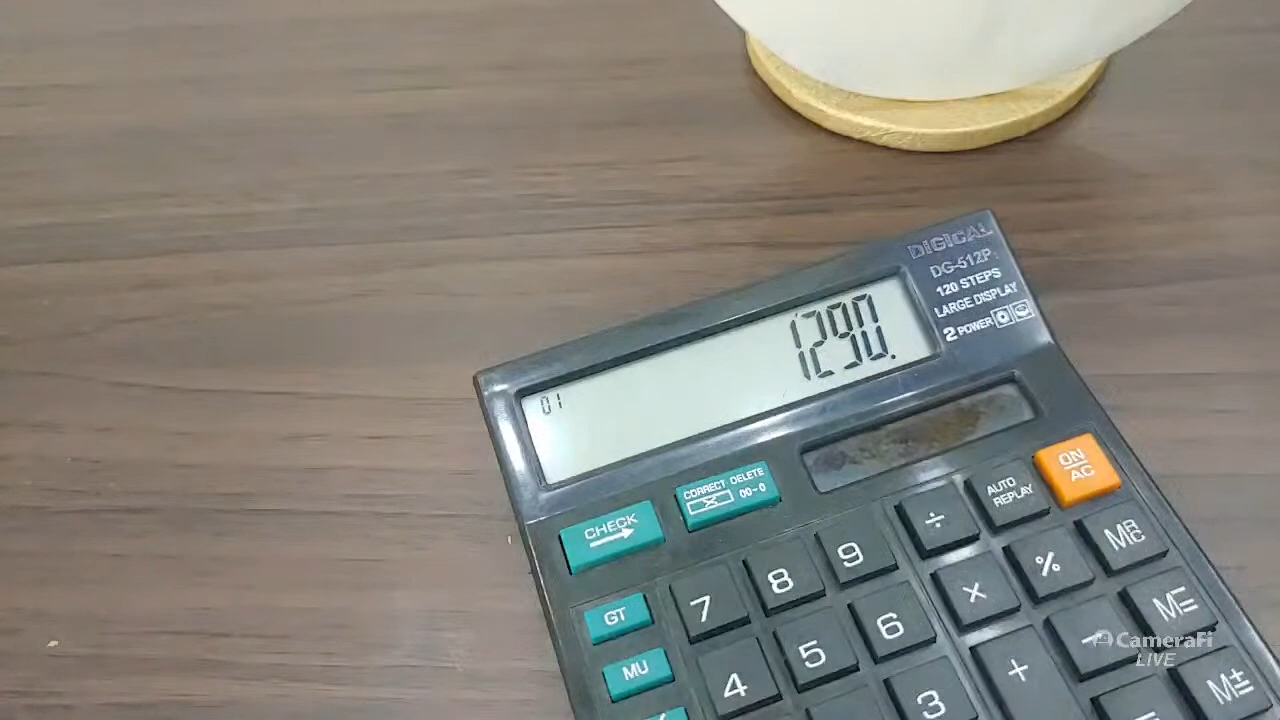 DIGICAL
DG-512P
120 STEPS
LARGE DISPLAY
2 POWER
1290.
01
CORRECT DELETE
00→0
CHECK
ON
AC
AUTO
REPLAY
÷
MRC
9
8
7
GT
%
×
M=
6
5
4
MU
−
+
M±
3
=
CameraFi
LIVE